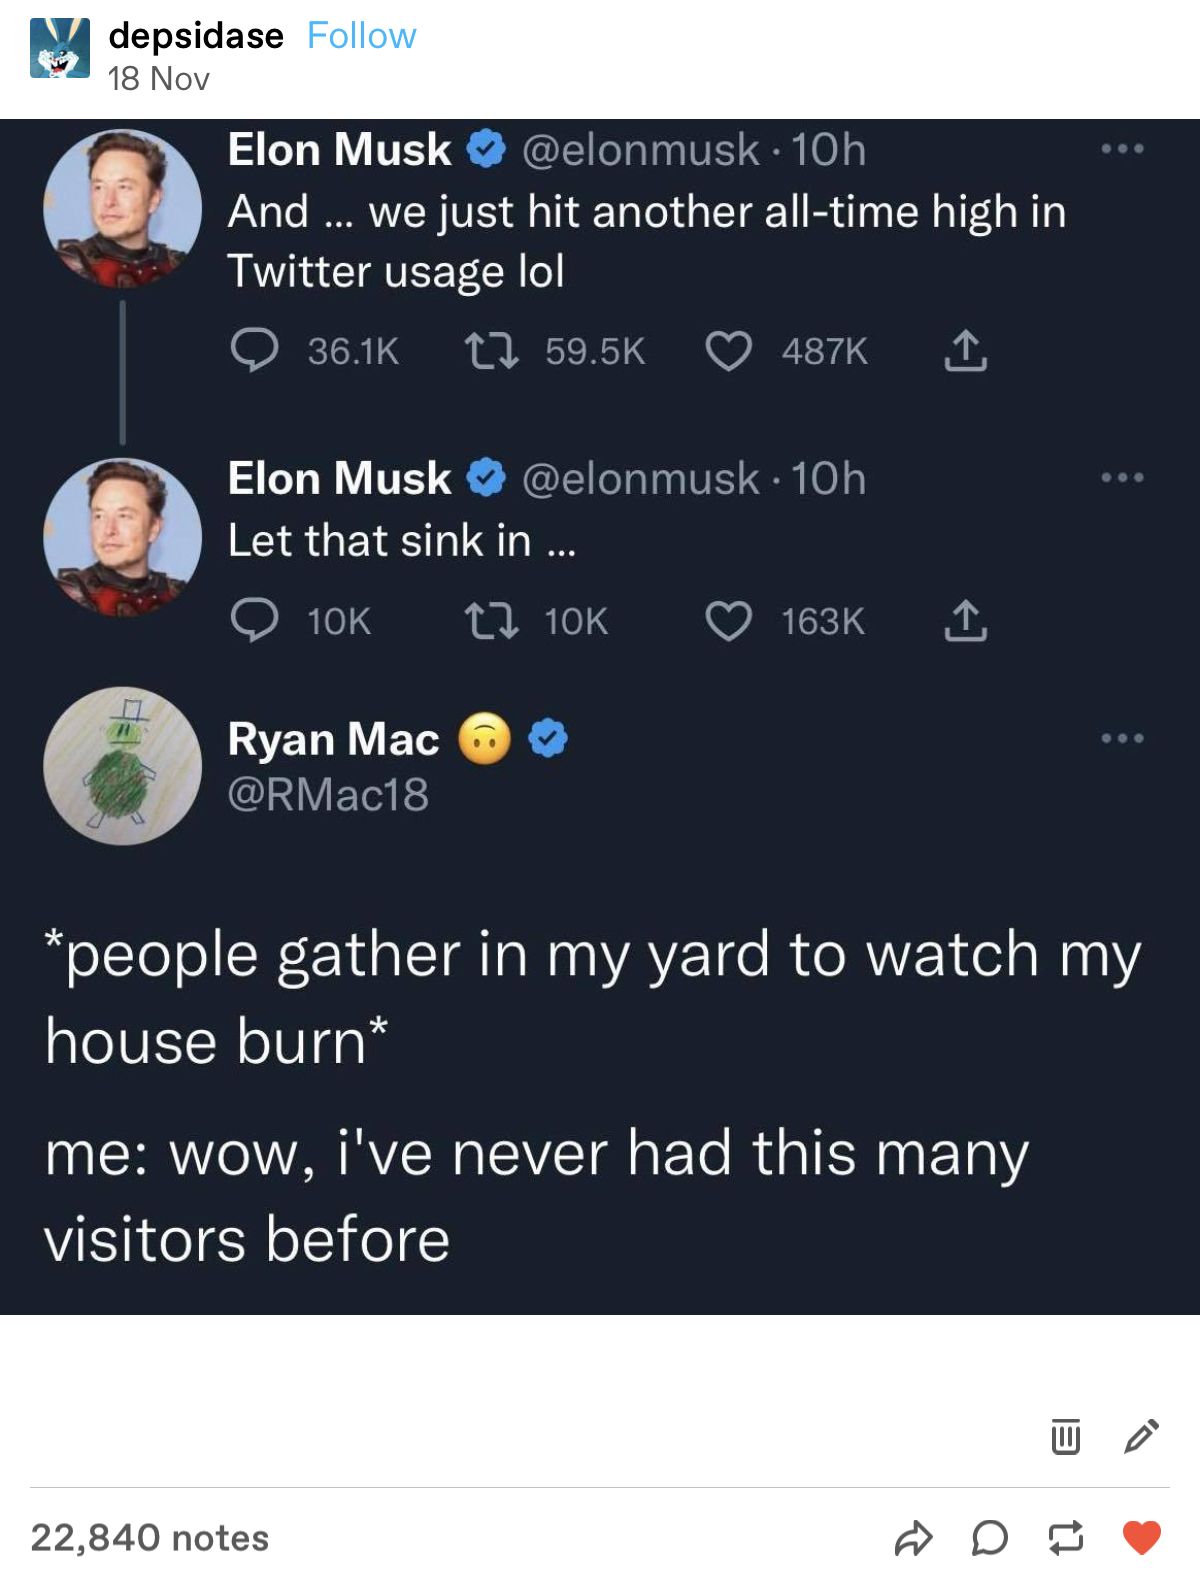 depsidase Follow
18 Nov
Elon Musk @elonmusk · 10h
And ... we just hit another all-time high in
Twitter usage lol
36.1K 59.5K 487K
Elon Musk @elonmusk · 10h
Let that sink in ...
10K 10K 163K
Ryan Mac 🙃
@RMac18
*people gather in my yard to watch my
house burn*
me: wow, i've never had this many
visitors before
22,840 notes